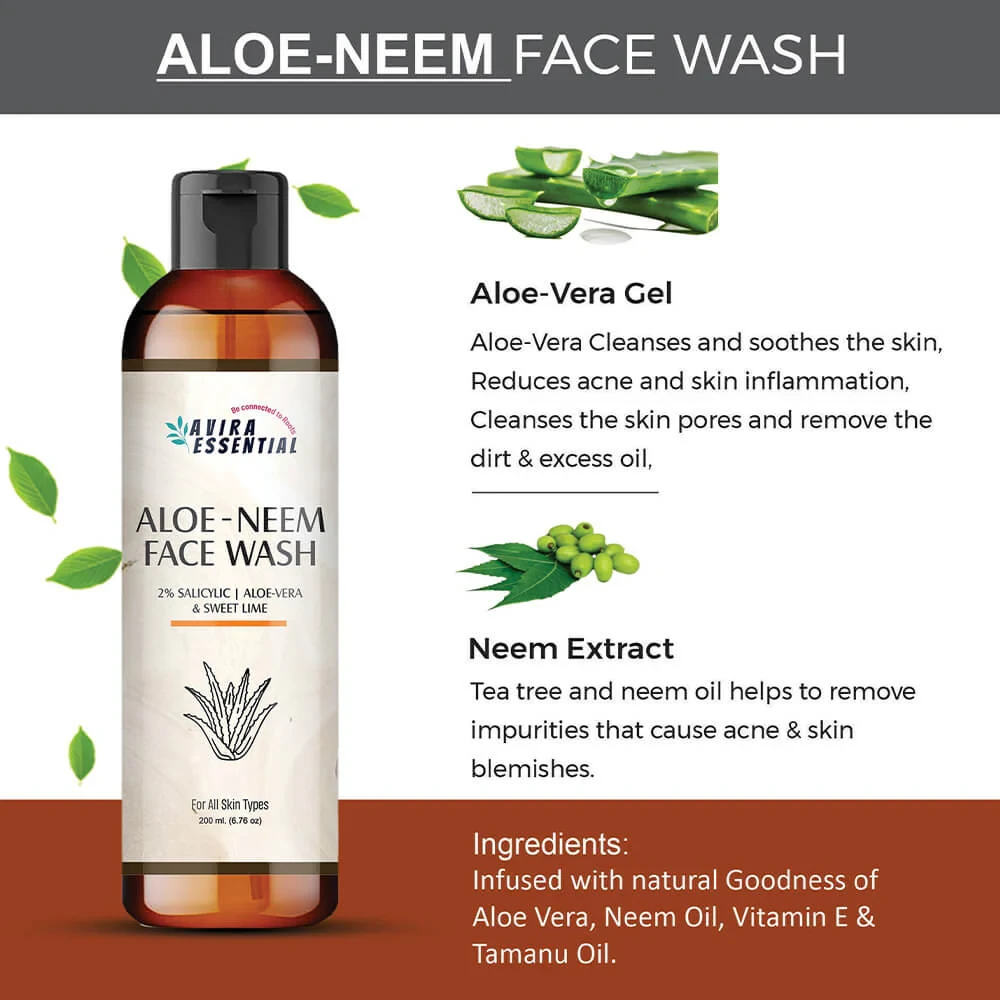 ALOE-NEEM FACE WASH
Be connected to Roots
AVIRA
ESSENTIAL
ALOE-NEEM
FACE WASH
2% SALICYLIC | ALOE-VERA
& SWEET LIME
For All Skin Types
200 ml. (6.76 oz)
Aloe-Vera Gel
Aloe-Vera Cleanses and soothes the skin,
Reduces acne and skin inflammation,
Cleanses the skin pores and remove the
dirt & excess oil,
Neem Extract
Tea tree and neem oil helps to remove
impurities that cause acne & skin
blemishes.
Ingredients:
Infused with natural Goodness of
Aloe Vera, Neem Oil, Vitamin E &
Tamanu Oil.